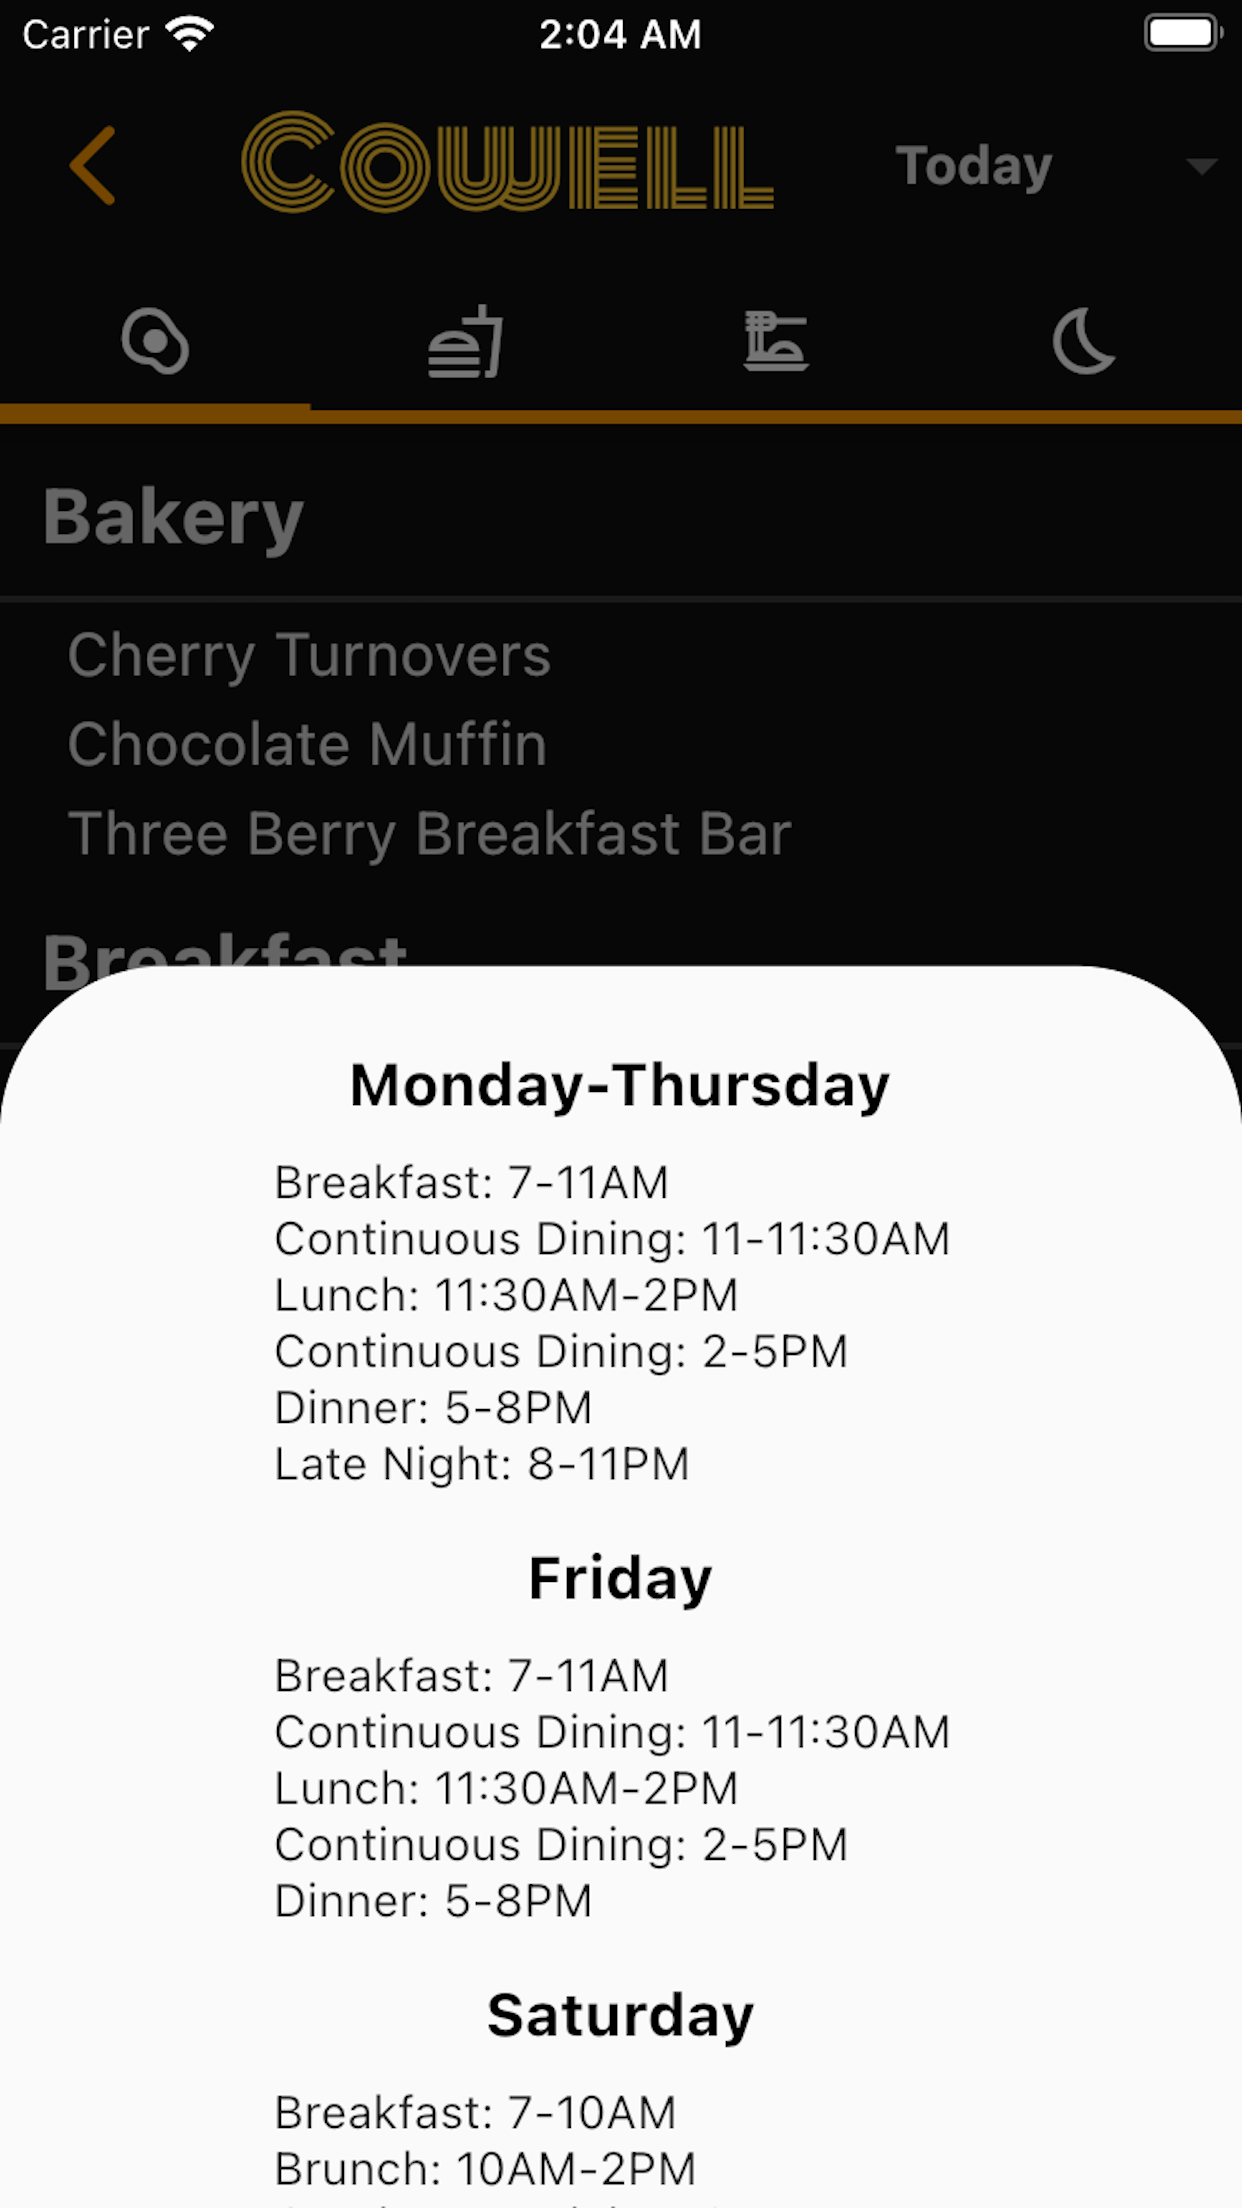 Carrier
2:04 AM
COWELL
Today
Bakery
Cherry Turnovers
Chocolate Muffin
Three Berry Breakfast Bar
Breakfast
Monday-Thursday
Breakfast: 7-11AM
Continuous Dining: 11-11:30AM
Lunch: 11:30AM-2PM
Continuous Dining: 2-5PM
Dinner: 5-8PM
Late Night: 8-11PM
Friday
Breakfast: 7-11AM
Continuous Dining: 11-11:30AM
Lunch: 11:30AM-2PM
Continuous Dining: 2-5PM
Dinner: 5-8PM
Saturday
Breakfast: 7-10AM
Brunch: 10AM-2PM